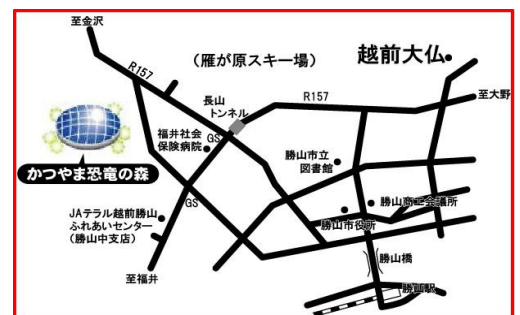 至金沢
R157
(雁が原スキー場)
越前大仏
至大野
R157
長山
トンネル
福井社会
保険病院
GS
勝山市立
図書館
かつやま恐竜の森
GS
JAテラル越前勝山
ふれあいセンター
(勝山中支店)
勝山商工会議所
勝山市役所
勝山橋
至福井
勝山駅